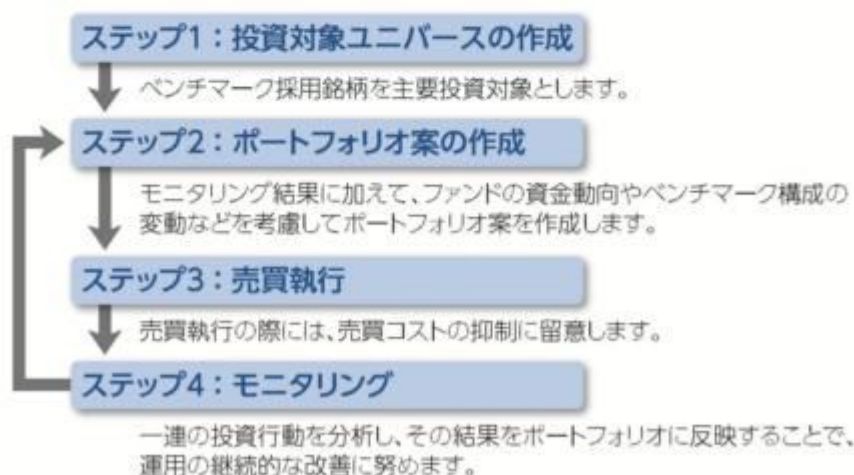 ステップ1：投資対象ユニバースの作成
ベンチマーク採用銘柄を主要投資対象とします。
ステップ2：ポートフォリオ案の作成
モニタリング結果に加えて、ファンドの資金動向やベンチマーク構成の
変動などを考慮してポートフォリオ案を作成します。
ステップ3：売買執行
売買執行の際には、売買コストの抑制に留意します。
ステップ4：モニタリング
一連の投資行動を分析し、その結果をポートフォリオに反映することで、
運用の継続的な改善に努めます。